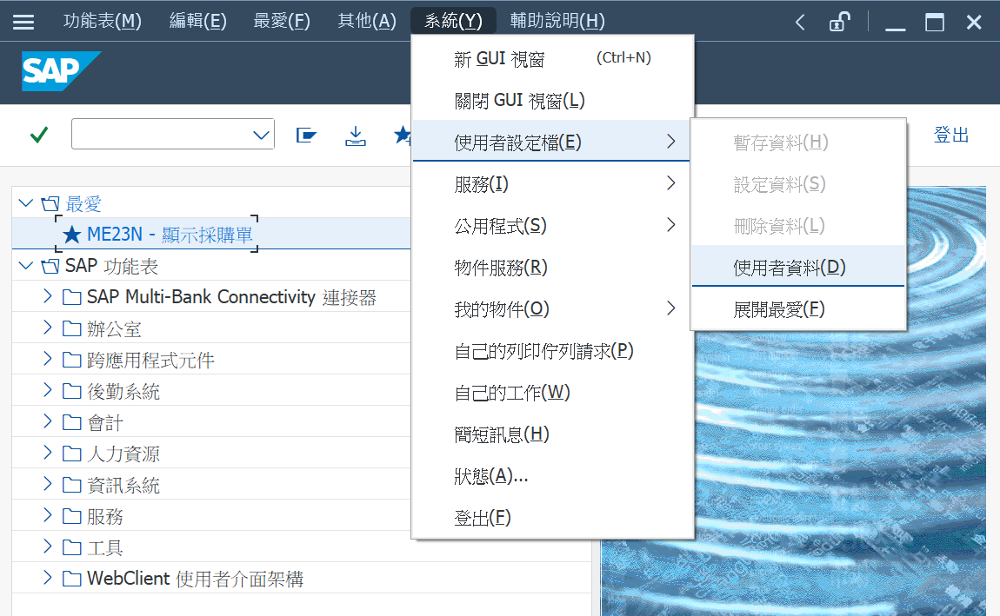 功能表(M) 編輯(E) 最愛(F) 其他(A) 系統(Y) 輔助說明(H)
SAP
新 GUI 視窗 (Ctrl+N)
關閉 GUI 視窗(L)
使用者設定檔(E)
服務(I)
公用程式(S)
物件服務(R)
我的物件(O)
自己的列印佇列請求(P)
自己的工作(W)
簡短訊息(H)
狀態(A)...
登出(F)
暫存資料(H)
設定資料(S)
刪除資料(L)
使用者資料(D)
展開最愛(F)
登出
最愛
ME23N - 顯示採購單
SAP 功能表
SAP Multi-Bank Connectivity 連接器
辦公室
跨應用程式元件
後勤系統
會計
人力資源
資訊系統
服務
工具
WebClient 使用者介面架構